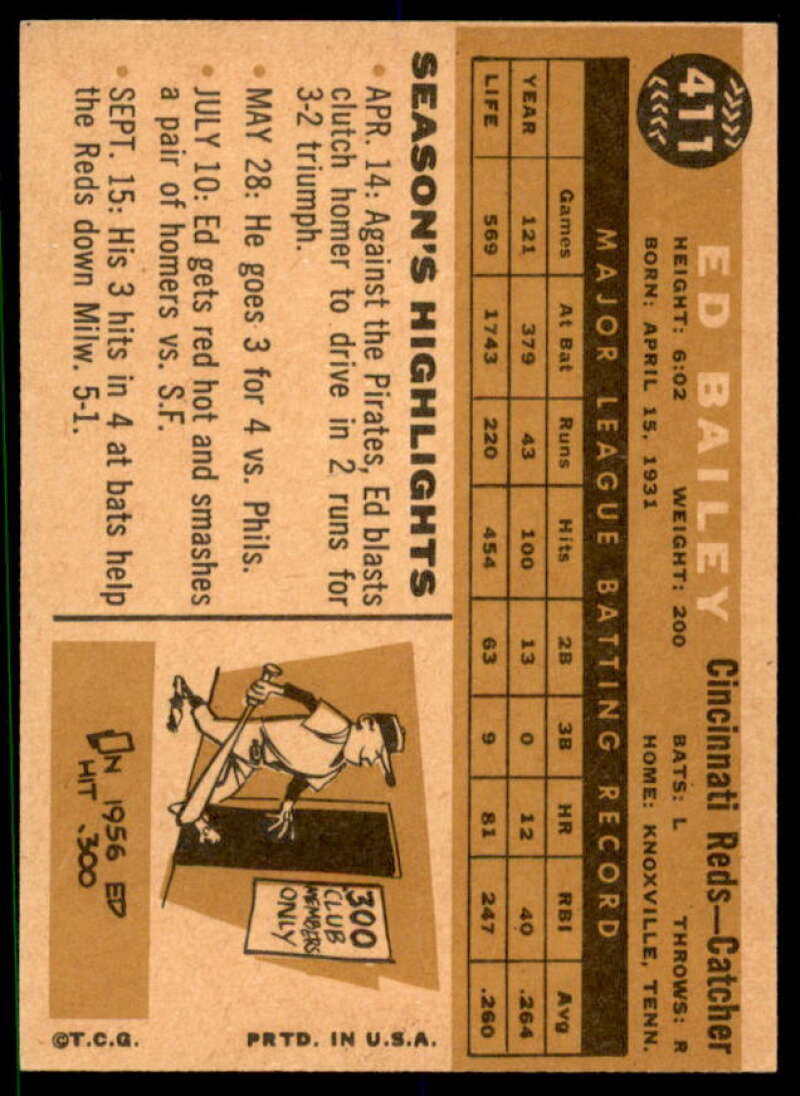 411
ED BAILEY Cincinnati Reds—Catcher
HEIGHT: 6:02 WEIGHT: 200 BATS: L THROWS: R
BORN: APRIL 15, 1931 HOME: KNOXVILLE, TENN.
MAJOR LEAGUE BATTING RECORD
Games At Bat Runs Hits 2B 3B HR RBI Avg
YEAR 121 379 43 100 13 0 12 40 .264
LIFE 569 1743 220 454 63 9 81 247 .260
SEASON'S HIGHLIGHTS
• APR. 14: Against the Pirates, Ed blasts
clutch homer to drive in 2 runs for
3-2 triumph.
• MAY 28: He goes 3 for 4 vs. Phils.
• JULY 10: Ed gets red hot and smashes
a pair of homers vs. S.F.
• SEPT. 15: His 3 hits in 4 at bats help
the Reds down Milw. 5-1.
.300
CLUB
MEMBERS
ONLY
IN 1956 ED
HIT .300
©T.C.G. PRTD. IN U.S.A.